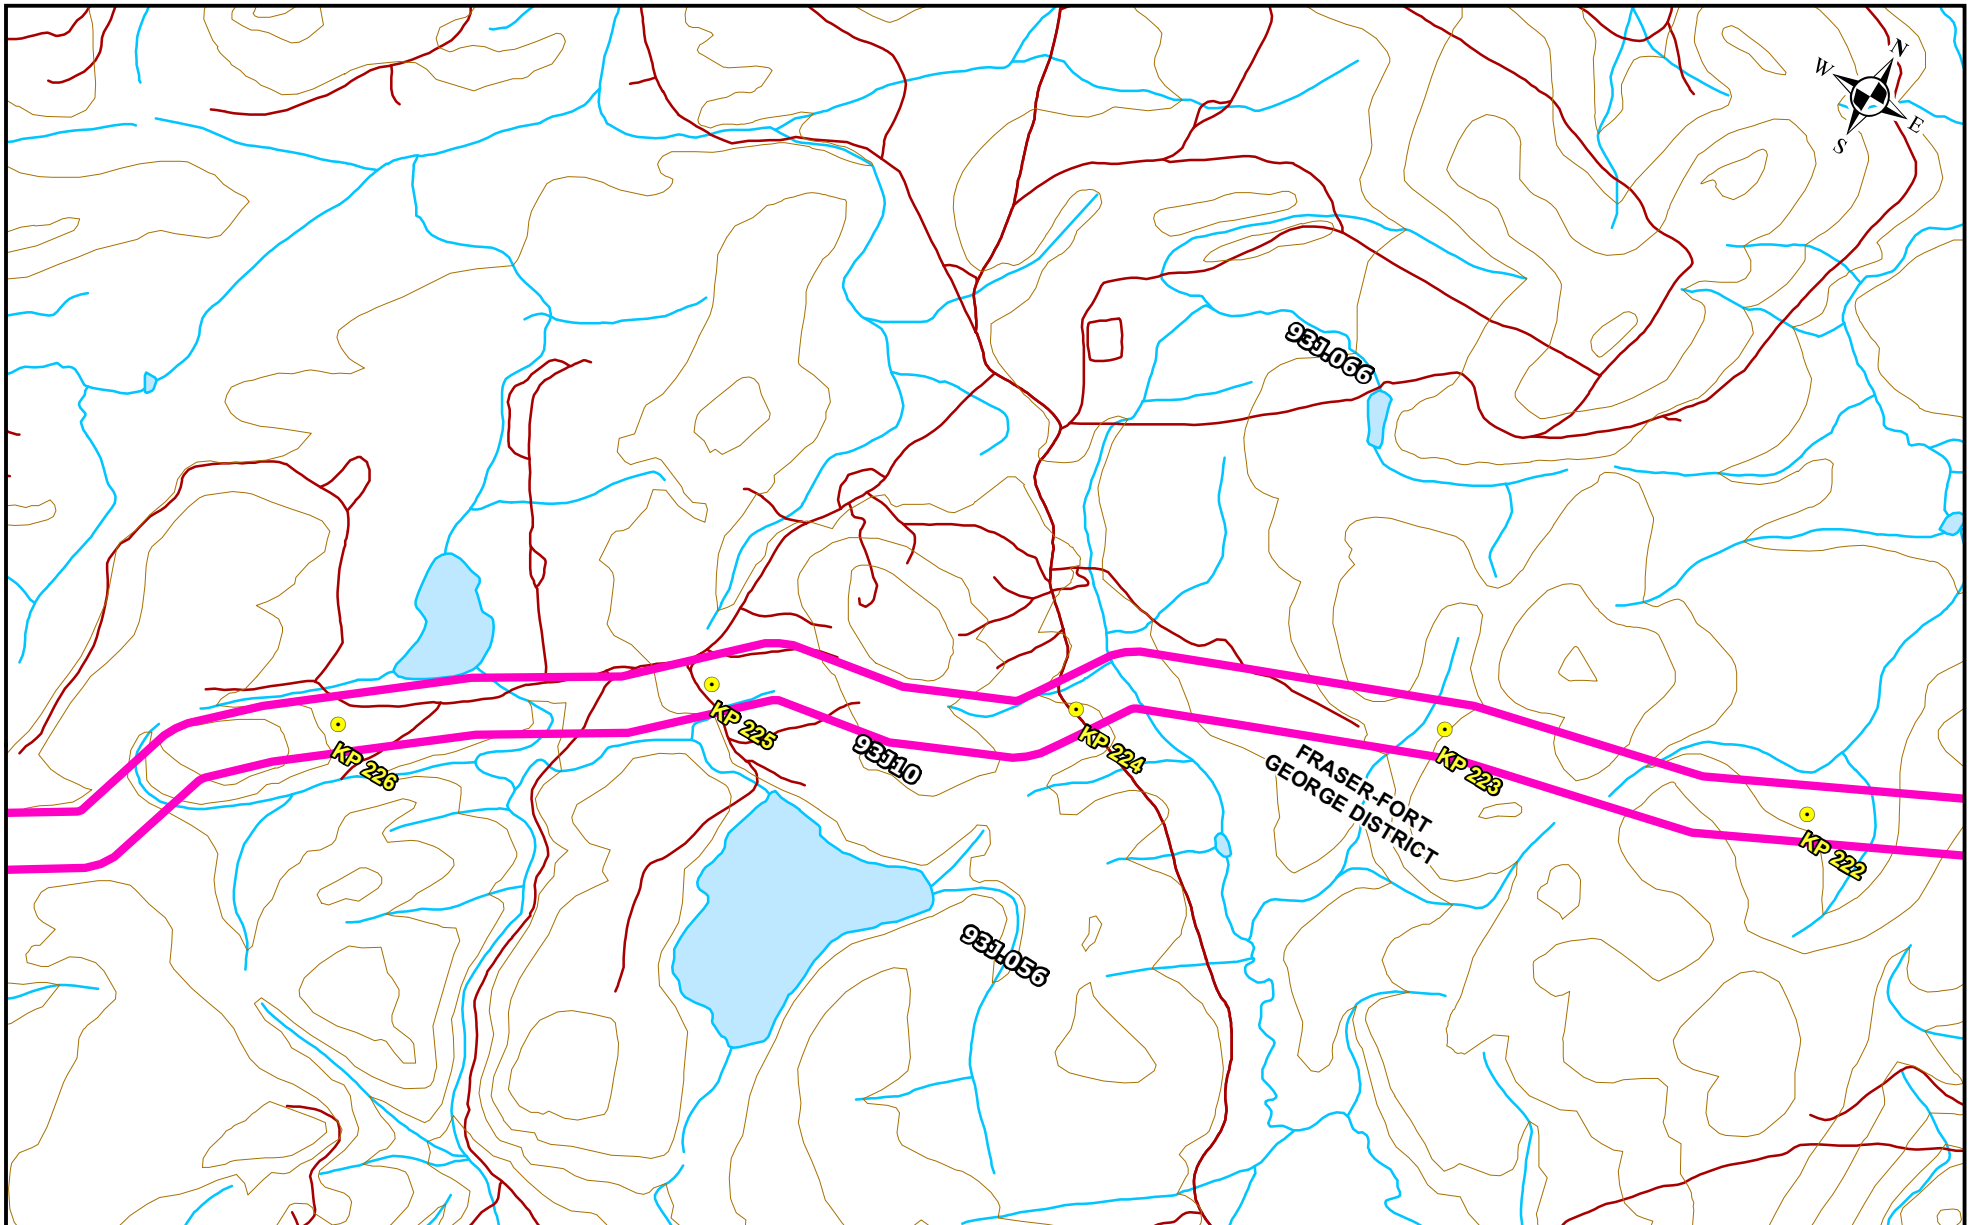 N
W
E
S
93J.066
KP 225
93J10
KP 224
KP 226
KP 223
FRASER-FORT
GEORGE DISTRICT
KP 222
93J.056